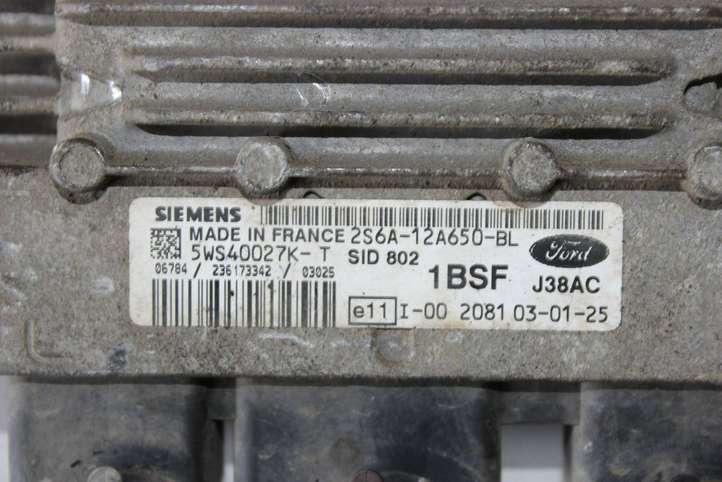 SIEMENS
MADE IN FRANCE 2S6A-12A650-BL
5WS40027K-T SID 802
Ford
06784 / 236173342 / 03025
1BSF J38AC
e11 I-00 2081 03-01-25